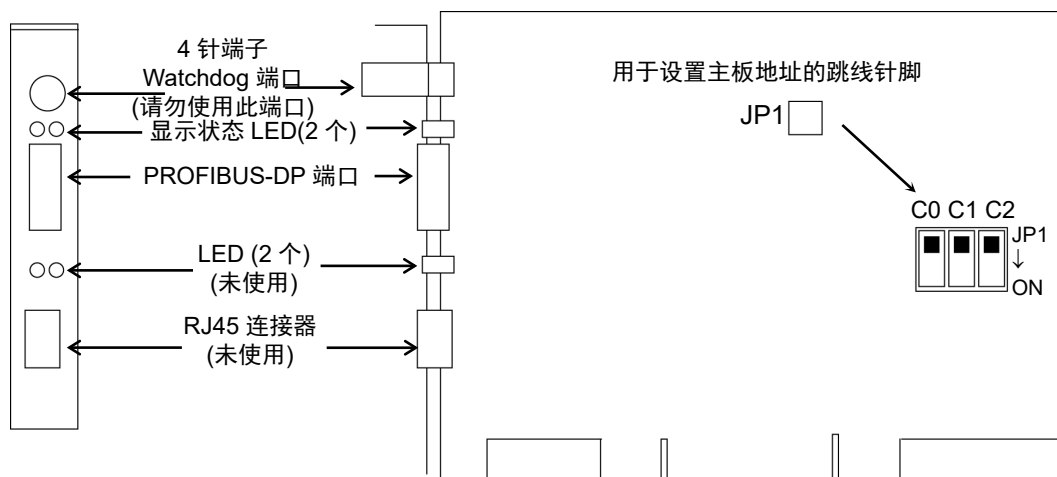 4 针端子
Watchdog 端口
(请勿使用此端口)
显示状态 LED(2 个)
PROFIBUS-DP 端口
LED (2 个)
(未使用)
RJ45 连接器
(未使用)
用于设置主板地址的跳线针脚
JP1
C0 C1 C2
JP1
↓
ON